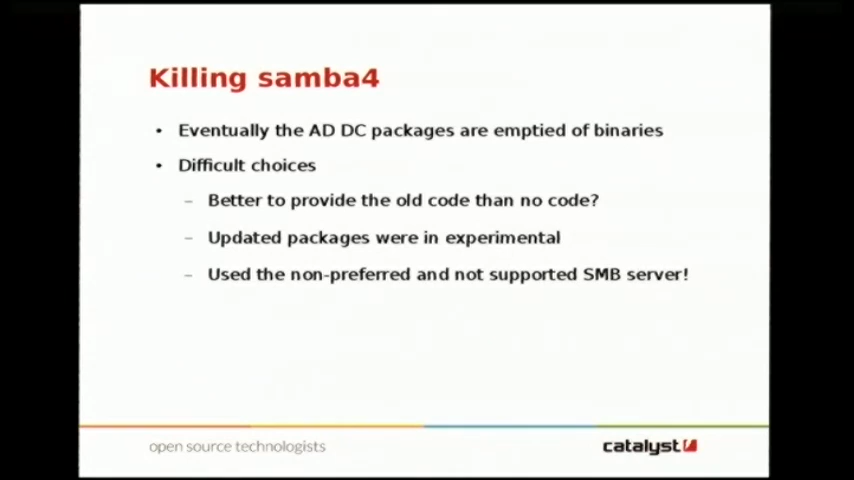 Killing samba4
• Eventually the AD DC packages are emptied of binaries
• Difficult choices
– Better to provide the old code than no code?
– Updated packages were in experimental
– Used the non-preferred and not supported SMB server!
open source technologists
catalyst